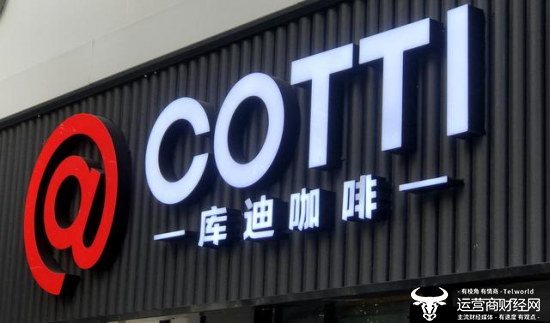 @ COTTI
库迪咖啡
有棱角 有情商 - Telworld
运营商财经网
主流财经媒体 · 有速度 有观点